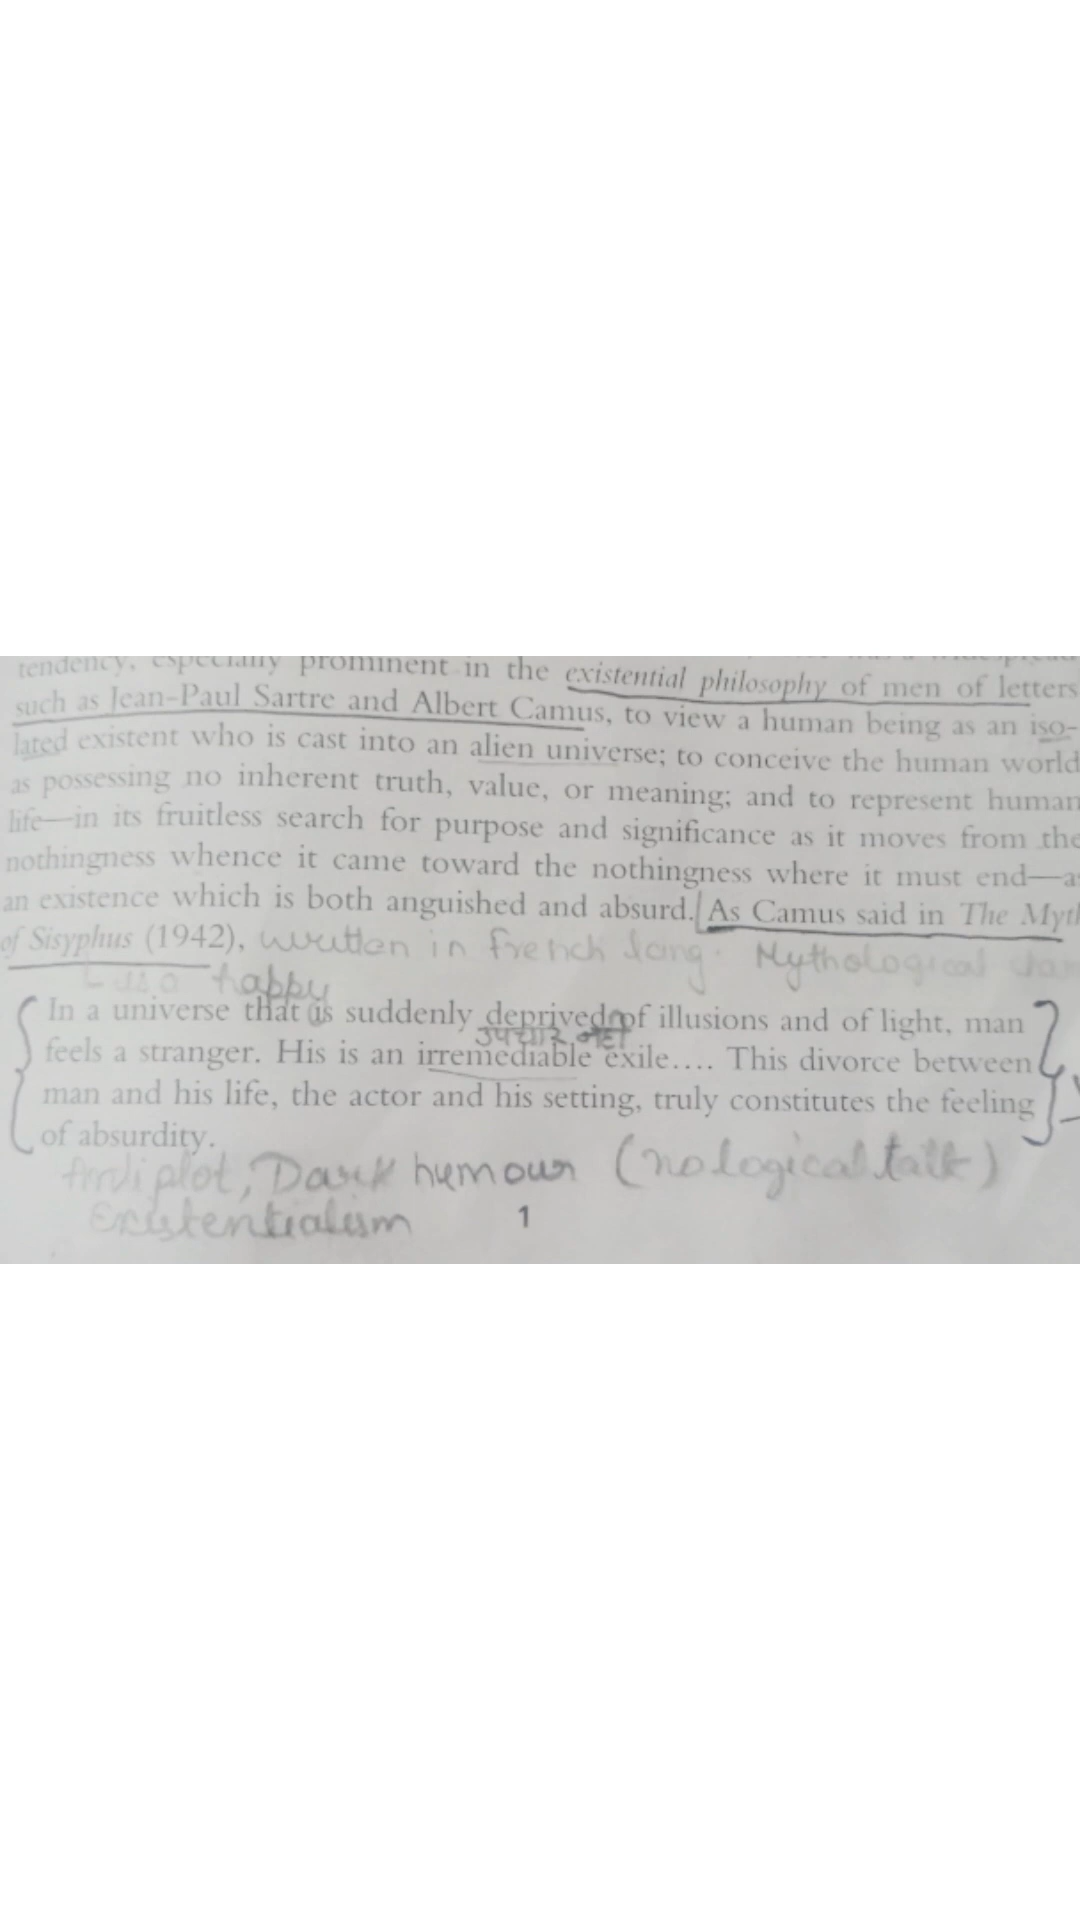 tendency, especially prominent in the existential philosophy of men of letters
such as Jean-Paul Sartre and Albert Camus, to view a human being as an iso-
lated existent who is cast into an alien universe; to conceive the human world
as possessing no inherent truth, value, or meaning; and to represent human
life—in its fruitless search for purpose and significance as it moves from the
nothingness whence it came toward the nothingness where it must end—as
an existence which is both anguished and absurd. As Camus said in The Myth
of Sisyphus (1942), written in french lang. Mythological
happy
In a universe that is suddenly deprived of illusions and of light, man
उपचार नही
feels a stranger. His is an irremediable exile.... This divorce between
man and his life, the actor and his setting, truly constitutes the feeling
of absurdity.
Anti plot, Dark humour (no logical talk)
Existentialism
1